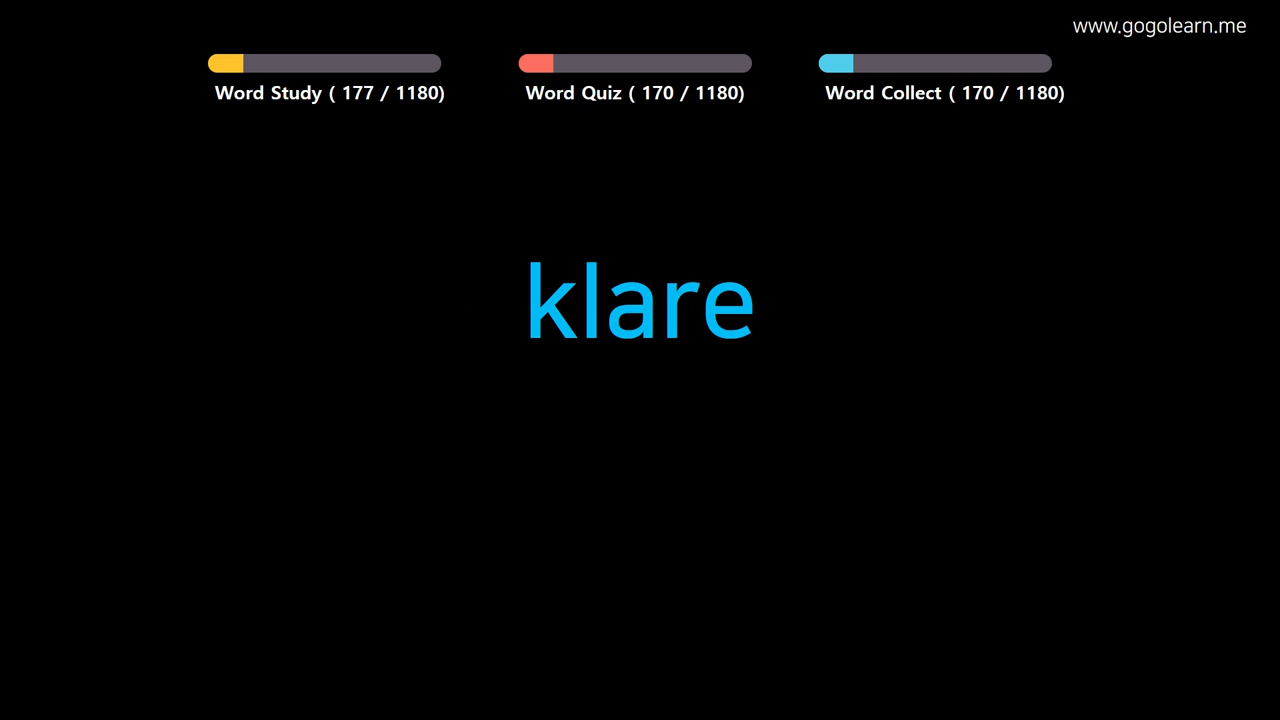 www.gogolearn.me
Word Study ( 177 / 1180)
Word Quiz ( 170 / 1180)
Word Collect ( 170 / 1180)
klare